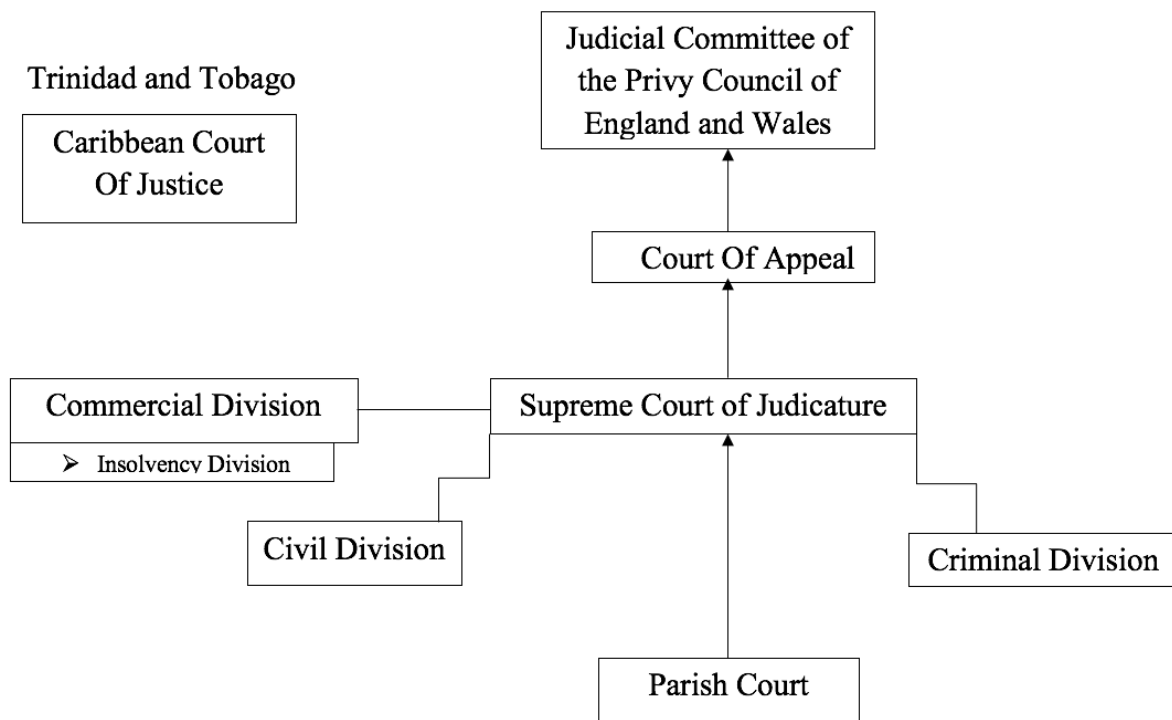 Judicial Committee of
the Privy Council of
England and Wales
Trinidad and Tobago
Caribbean Court
Of Justice
Court Of Appeal
Commercial Division
Supreme Court of Judicature
➢ Insolvency Division
Civil Division
Criminal Division
Parish Court